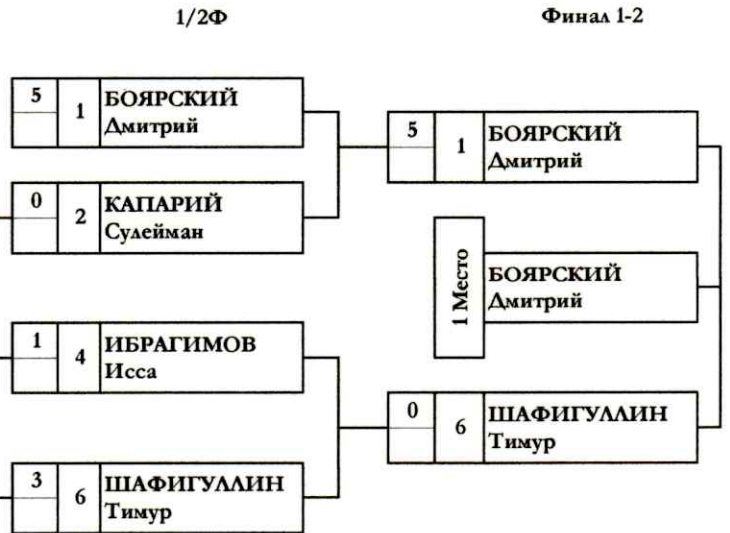 1/2Ф
Финал 1-2
5
1
БОЯРСКИЙ
Дмитрий
0
2
КАПАРИЙ
Сулейман
1
4
ИБРАГИМОВ
Исса
3
6
ШАФИГУЛЛИН
Тимур
5
1
БОЯРСКИЙ
Дмитрий
1 Место
БОЯРСКИЙ
Дмитрий
0
6
ШАФИГУЛЛИН
Тимур